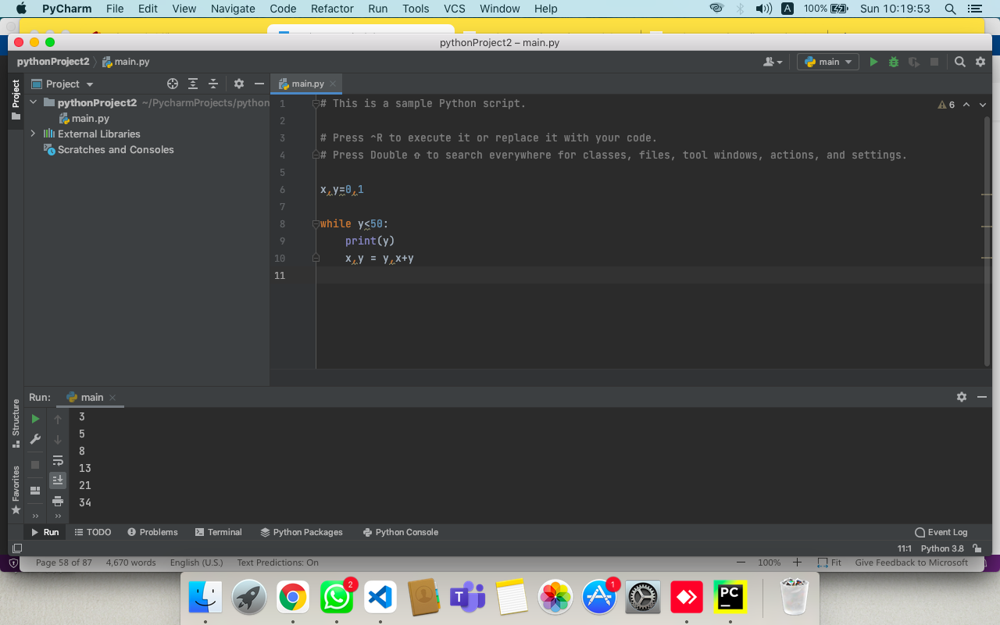 PyCharm File Edit View Navigate Code Refactor Run Tools VCS Window Help A 100% Sun 10:19:53
pythonProject2 – main.py
pythonProject2 main.py main
Project
Project main.py
pythonProject2 ~/PycharmProjects/python
main.py
External Libraries
Scratches and Consoles
1 # This is a sample Python script.
6
2
3 # Press ^R to execute it or replace it with your code.
4 # Press Double ⇧ to search everywhere for classes, files, tool windows, actions, and settings.
5
6 x,y=0,1
7
8 while y<50:
9 print(y)
10 x,y = y,x+y
11
Structure
Favorites
Run: main
3
5
8
13
21
34
Run TODO Problems Terminal Python Packages Python Console Event Log
11:1 Python 3.8
Page 58 of 87 4,670 words English (U.S.) Text Predictions: On 100% Fit Give Feedback to Microsoft
2
T
1
PC